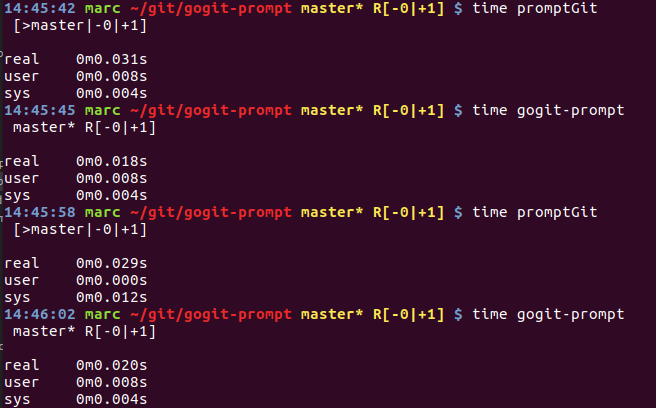 14:45:42 marc ~/git/gogit-prompt master* R[-0|+1] $ time promptGit
[>master|-0|+1]
real 0m0.031s
user 0m0.008s
sys 0m0.004s
14:45:45 marc ~/git/gogit-prompt master* R[-0|+1] $ time gogit-prompt
master* R[-0|+1]
real 0m0.018s
user 0m0.008s
sys 0m0.004s
14:45:58 marc ~/git/gogit-prompt master* R[-0|+1] $ time promptGit
[>master|-0|+1]
real 0m0.029s
user 0m0.000s
sys 0m0.012s
14:46:02 marc ~/git/gogit-prompt master* R[-0|+1] $ time gogit-prompt
master* R[-0|+1]
real 0m0.020s
user 0m0.008s
sys 0m0.004s